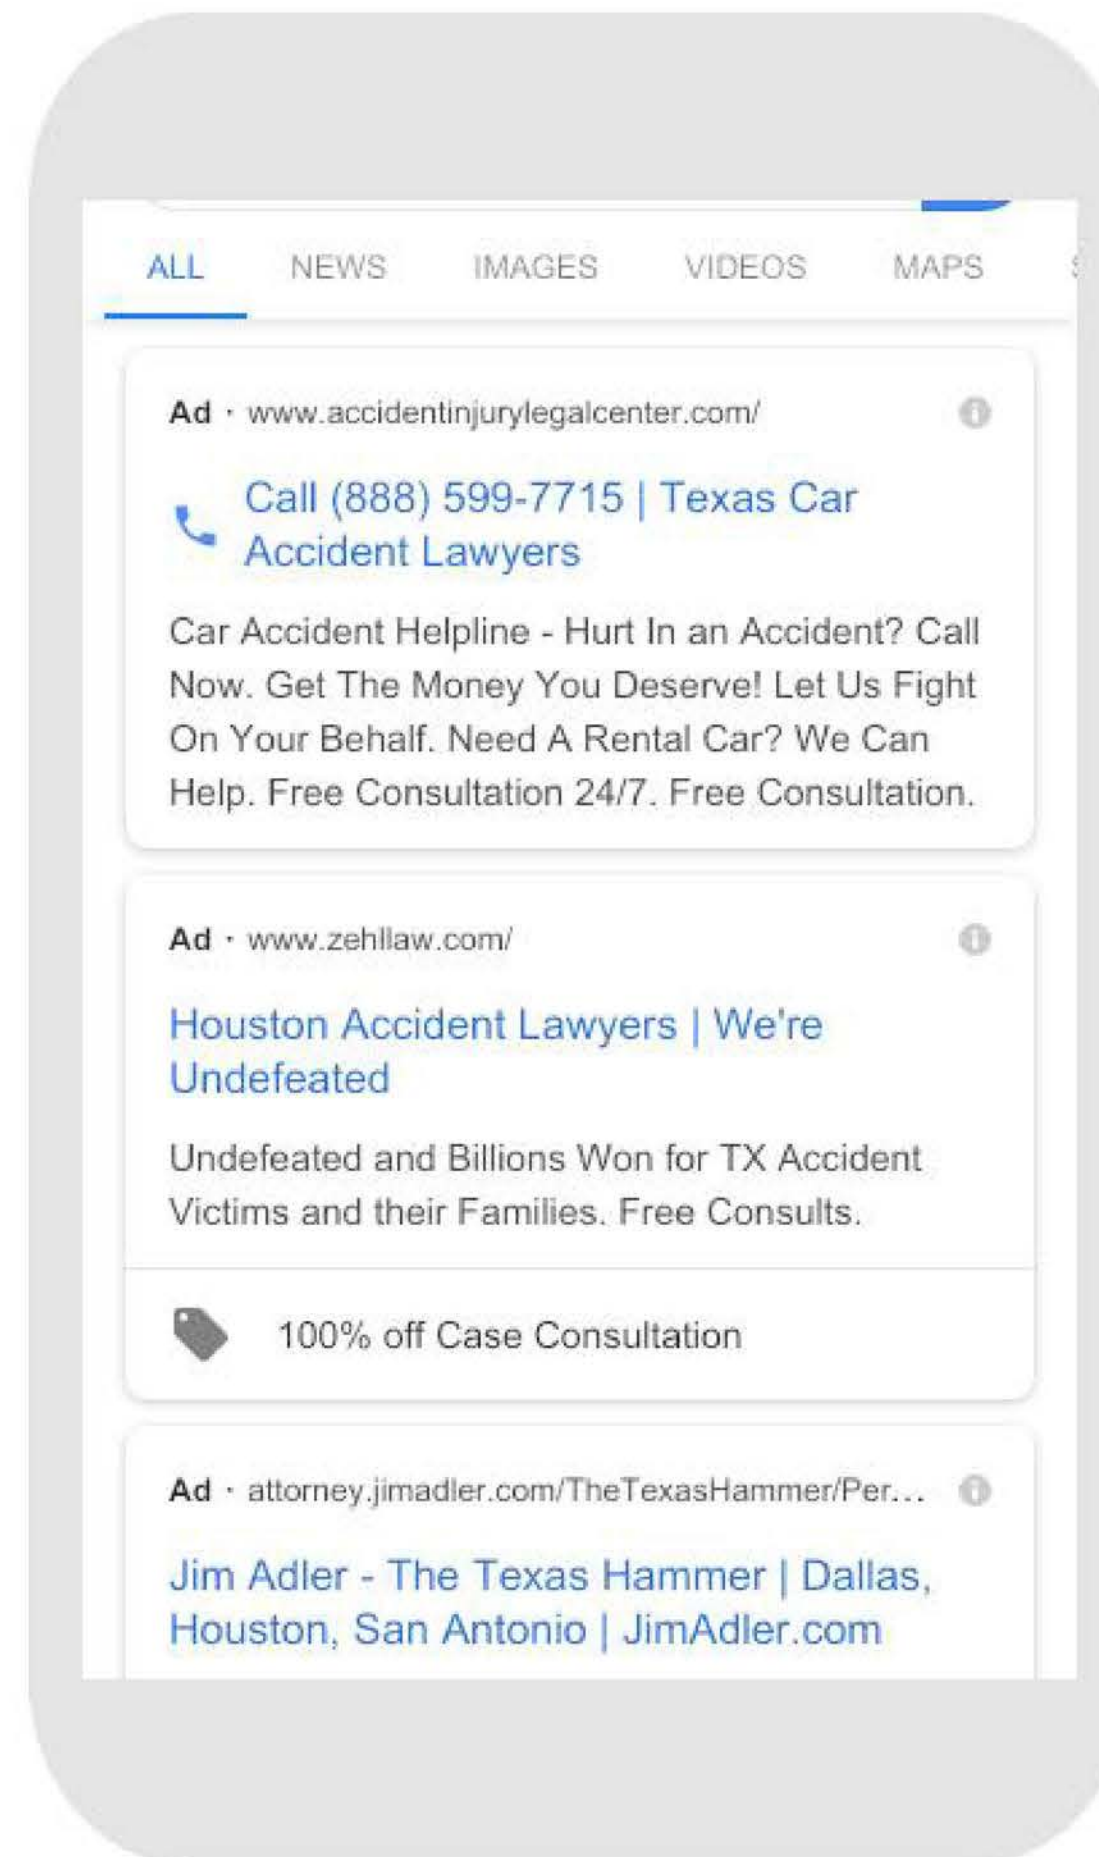 ALL NEWS IMAGES VIDEOS MAPS
Ad · www.accidentinjurylegalcenter.com/
Call (888) 599-7715 | Texas Car
Accident Lawyers
Car Accident Helpline - Hurt In an Accident? Call
Now. Get The Money You Deserve! Let Us Fight
On Your Behalf. Need A Rental Car? We Can
Help. Free Consultation 24/7. Free Consultation.
Ad · www.zehllaw.com/
Houston Accident Lawyers | We're
Undefeated
Undefeated and Billions Won for TX Accident
Victims and their Families. Free Consults.
100% off Case Consultation
Ad · attorney.jimadler.com/TheTexasHammer/Per...
Jim Adler - The Texas Hammer | Dallas,
Houston, San Antonio | JimAdler.com